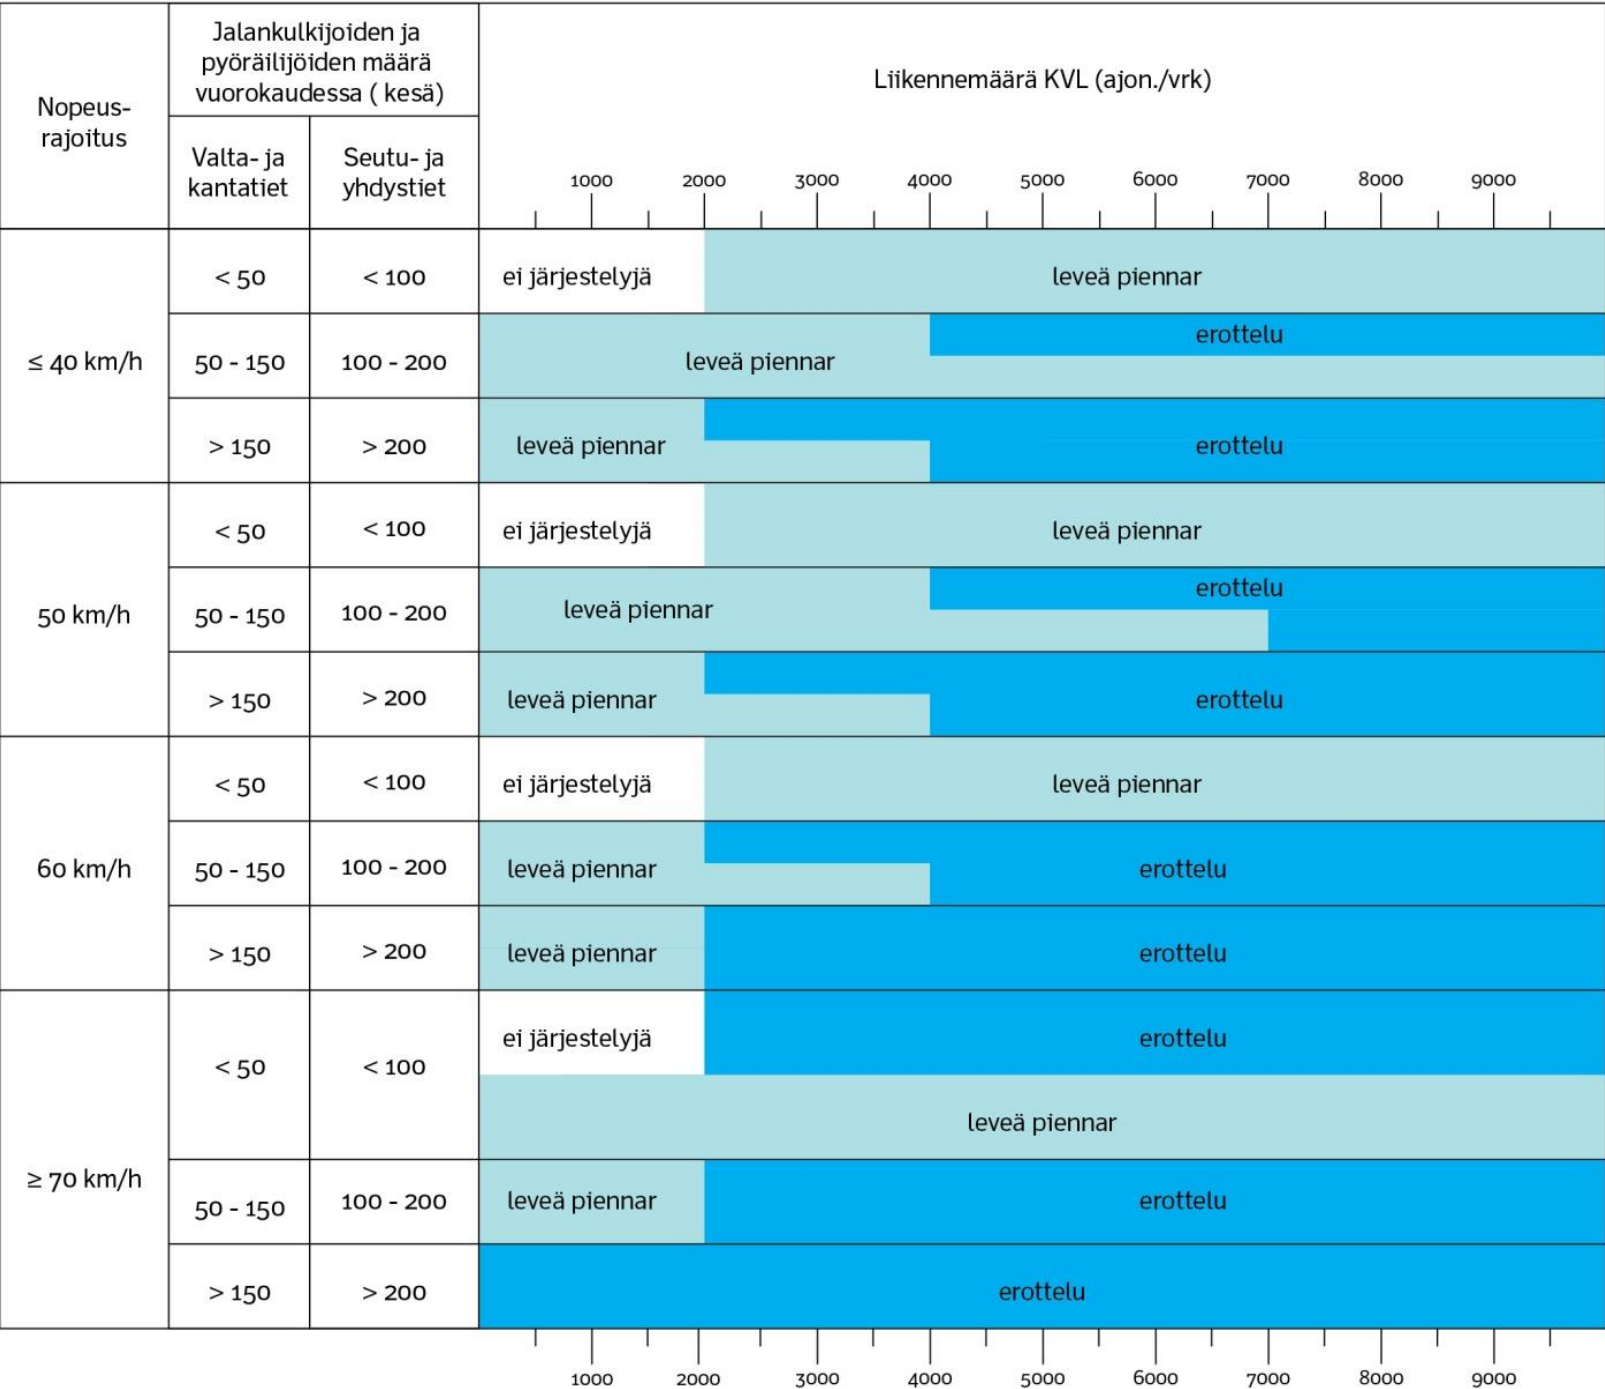 Nopeus-
rajoitus
Jalankulkijoiden ja
pyöräilijöiden määrä
vuorokaudessa ( kesä)
Valta- ja
kantatiet
Seutu- ja
yhdystiet
Liikennemäärä KVL (ajon./vrk)
1000 2000 3000 4000 5000 6000 7000 8000 9000
≤ 40 km/h
< 50 < 100 ei järjestelyjä leveä piennar
50 - 150 100 - 200 leveä piennar erottelu
> 150 > 200 leveä piennar erottelu
50 km/h
< 50 < 100 ei järjestelyjä leveä piennar
50 - 150 100 - 200 leveä piennar erottelu
> 150 > 200 leveä piennar erottelu
60 km/h
< 50 < 100 ei järjestelyjä leveä piennar
50 - 150 100 - 200 leveä piennar erottelu
> 150 > 200 leveä piennar erottelu
≥ 70 km/h
< 50 < 100 ei järjestelyjä erottelu
leveä piennar
50 - 150 100 - 200 leveä piennar erottelu
> 150 > 200 erottelu
1000 2000 3000 4000 5000 6000 7000 8000 9000